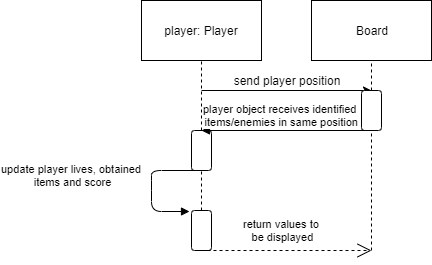 player: Player
Board
send player position
player object receives identified
items/enemies in same position
update player lives, obtained
items and score
return values to
be displayed